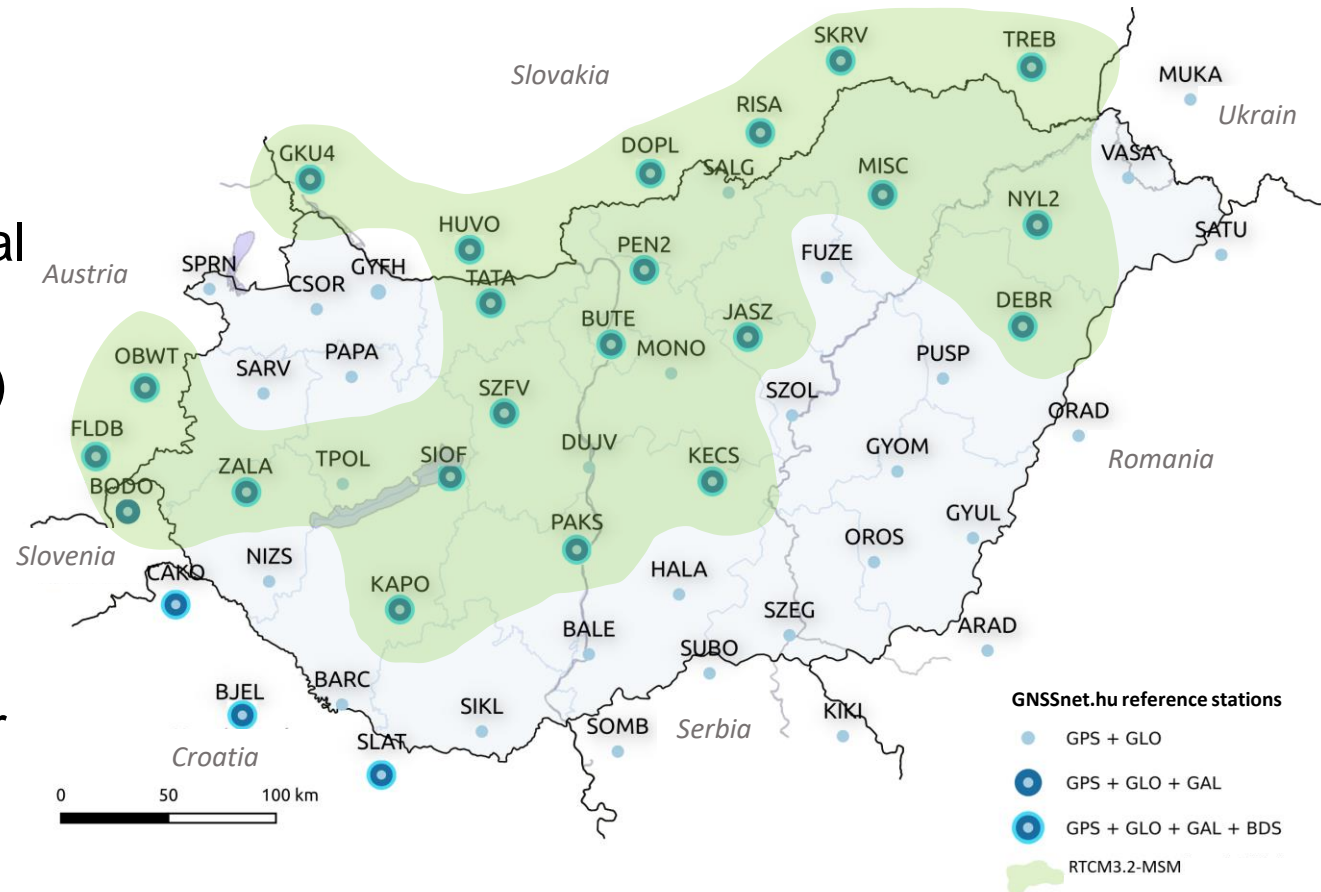 SKRV
TREB
Slovakia
MUKA
RISA
Ukrain
DOPL
GKU4
SALG
MISC
VASA
NYL2
HUVO
al
SATU
PEN2
FUZE
SPRN
Austria
GYFH
TATA
CSOR
DEBR
JASZ
BUTE
MONO
OBWT
PAPA
PUSP
SARV
)
SZFV
SZOL
ORAD
FLDB
DUJV
GYOM
ZALA
TPOL
SIOF
KECS
Romania
BODO
GYUL
PAKS
OROS
Slovenia
NIZS
CAKO
HALA
KAPO
SZEG
BALE
ARAD
SUBO
BARC
BJEL
GNSSnet.hu reference stations
SIKL
KIKI
r
SOMB
Serbia
SLAT
GPS + GLO
Croatia
GPS + GLO + GAL
0 50 100 km
GPS + GLO + GAL + BDS
RTCM3.2-MSM